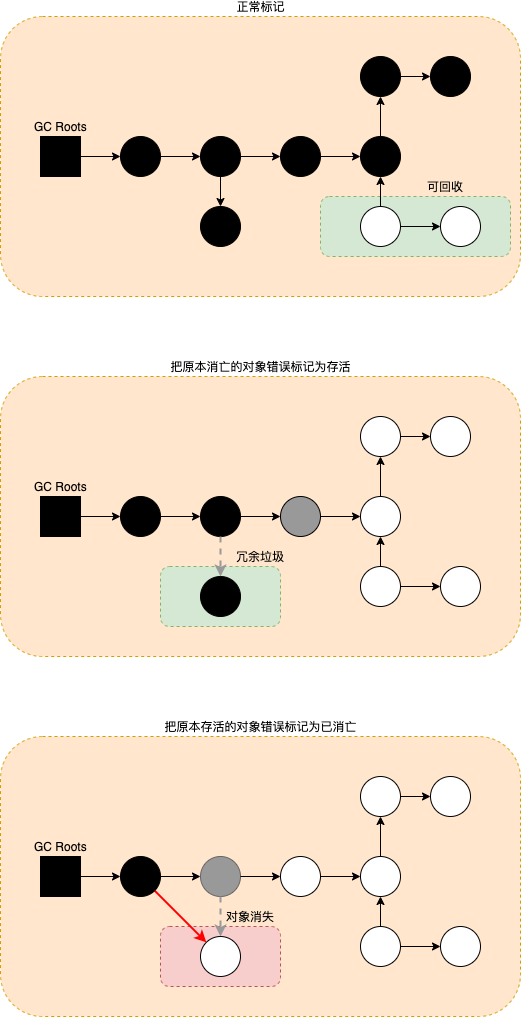 正常标记
GC Roots
可回收
把原本消亡的对象错误标记为存活
GC Roots
冗余垃圾
把原本存活的对象错误标记为已消亡
GC Roots
对象消失